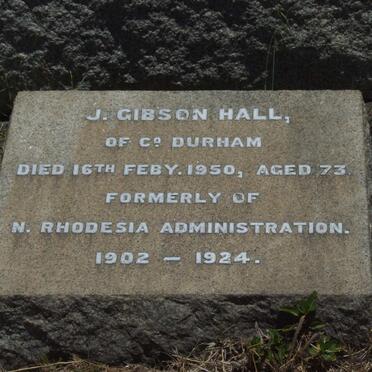 J. GIBSON HALL,
OF Cº DURHAM
DIED 16TH FEBY. 1950, AGED 73.
FORMERLY OF
N. RHODESIA ADMINISTRATION.
1902 — 1924.